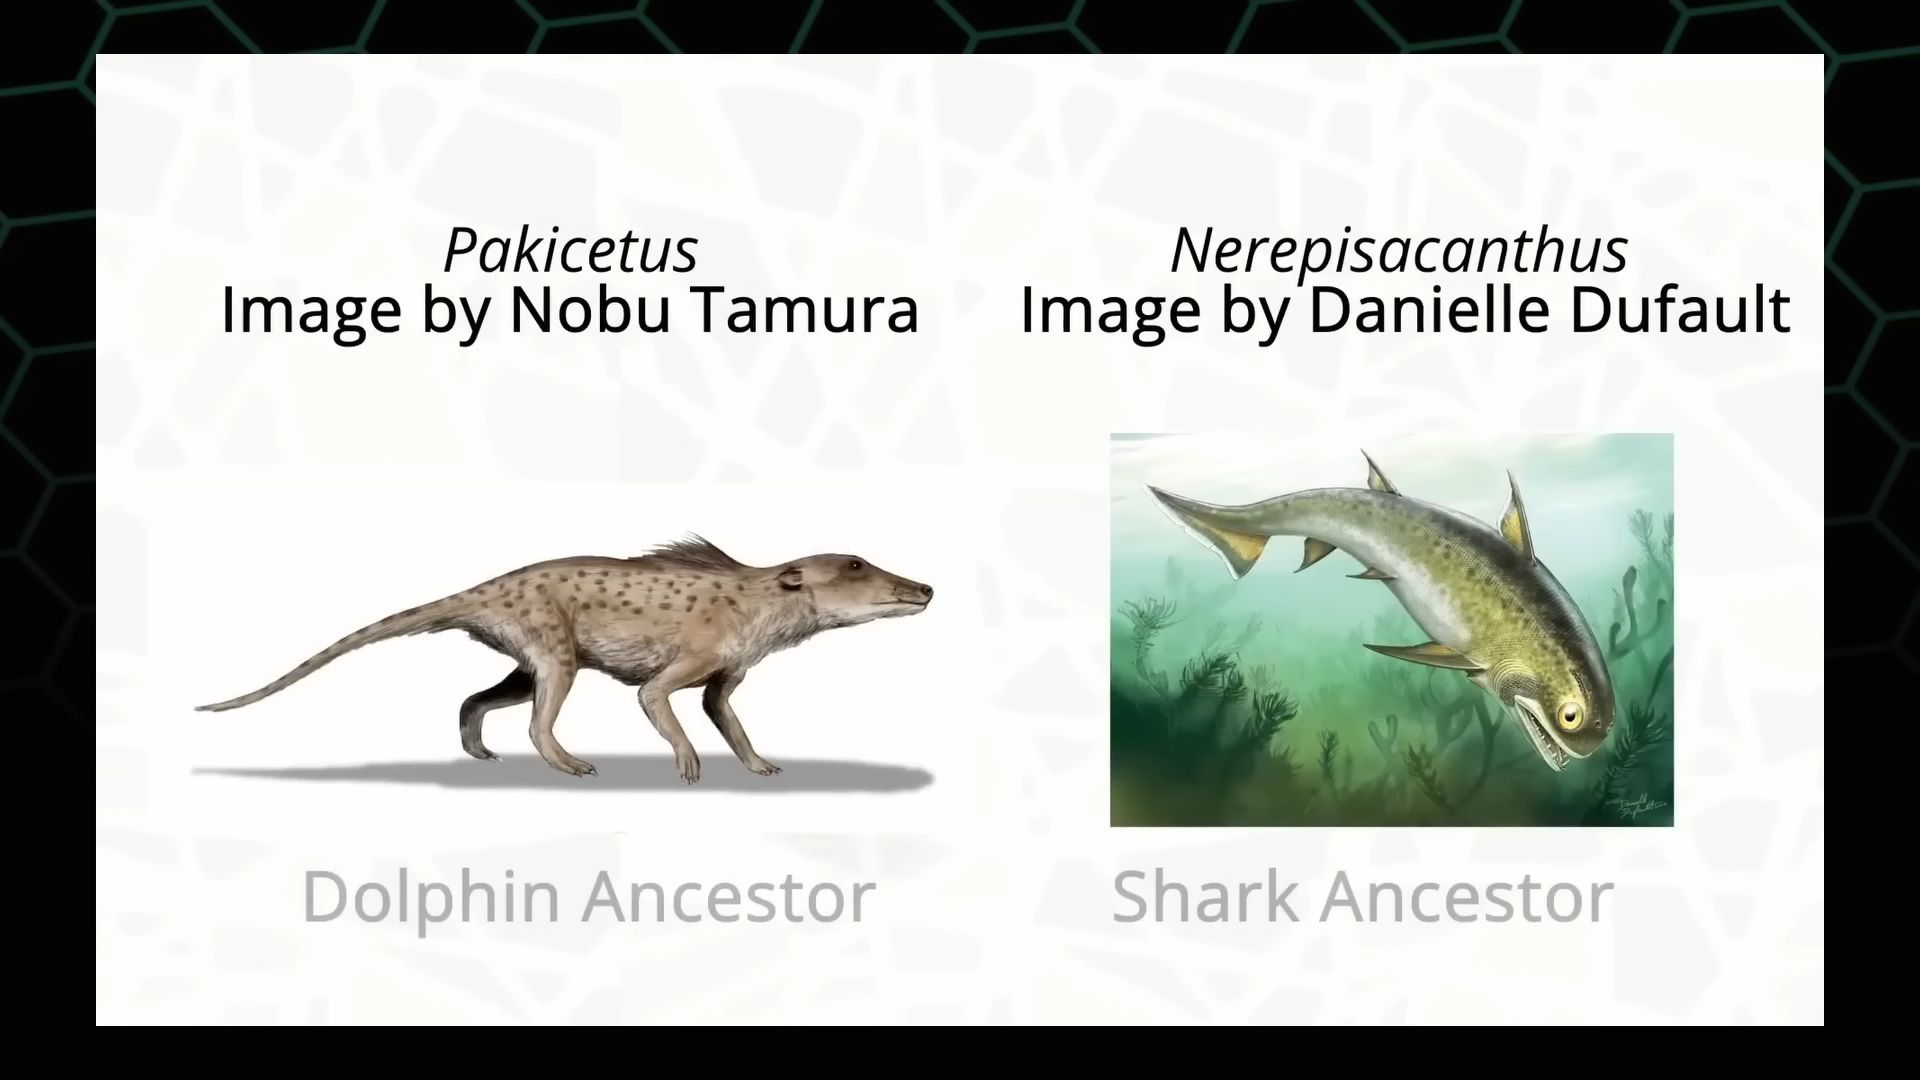 Pakicetus
Image by Nobu Tamura
Nerepisacanthus
Image by Danielle Dufault
Dolphin Ancestor
Shark Ancestor